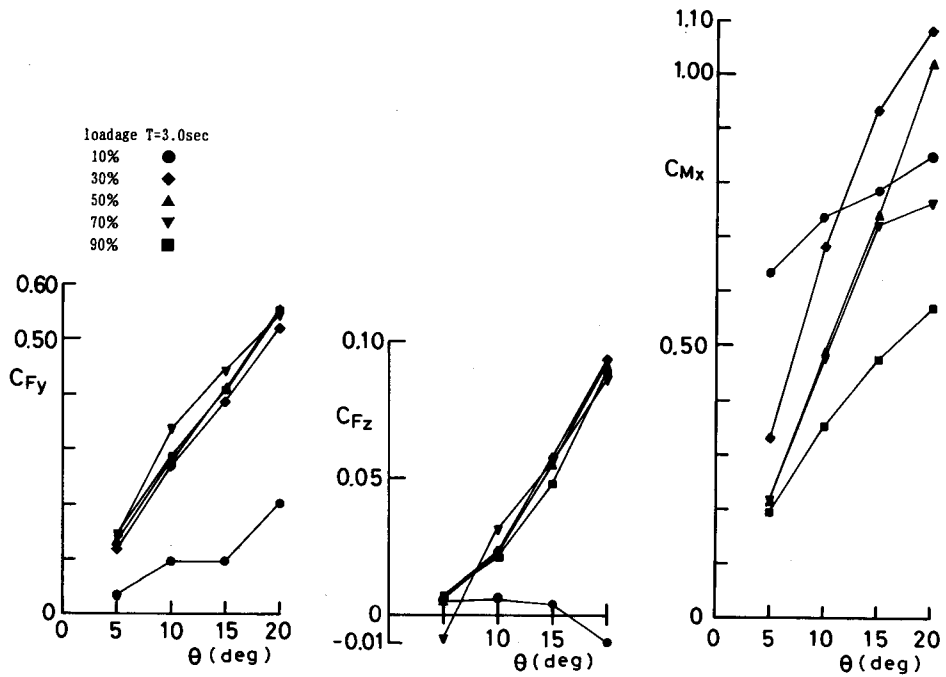 loadage T=3.0sec
10%
30%
50%
70%
90%
0.60
0.50
CFy
0
0 5 10 15 20
θ (deg)
0.10
CFz
0.05
0
-0.01
5 10 15 20
θ (deg)
1.10
1.00
CMx
0.50
0
0 5 10 15 20
θ (deg)